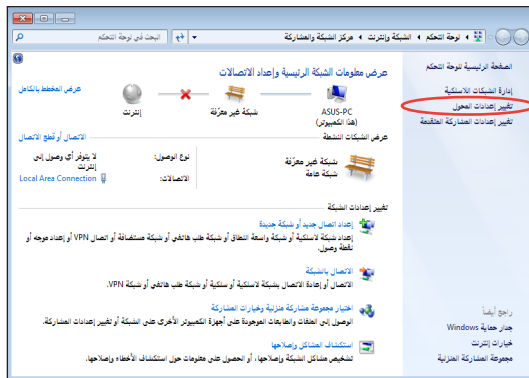 لوحة التحكم ‹ الشبكة وإنترنت ‹ مركز الشبكة والمشاركة
البحث في لوحة التحكم
الصفحة الرئيسية للوحة التحكم
إدارة الشبكات اللاسلكية
تغيير إعدادات المحول
تغيير إعدادات المشاركة المتقدمة
عرض معلومات الشبكة الرئيسية وإعداد الاتصالات
عرض المخطط بالكامل
ASUS-PC
(هذا الكمبيوتر)
شبكة غير معرّفة
إنترنت
عرض الشبكات النشطة
الاتصال أو قطع الاتصال
شبكة غير معرّفة
شبكة عامة
نوع الوصول:
لا يتوفر أي وصول إلى
إنترنت
الاتصالات:
Local Area Connection
تغيير إعدادات الشبكة
إعداد اتصال جديد أو شبكة جديدة
إعداد شبكة لاسلكية أو شبكة واسعة النطاق أو شبكة طلب هاتفي أو شبكة مستضافة أو اتصال VPN أو إعداد موجه أو
نقطة وصول.
الاتصال بالشبكة
الاتصال أو إعادة الاتصال بشبكة لاسلكية أو سلكية أو شبكة طلب هاتفي أو شبكة VPN.
اختيار مجموعة مشاركة منزلية وخيارات المشاركة
الوصول إلى الملفات والطابعات الموجودة على أجهزة الكمبيوتر الأخرى على الشبكة أو تغيير إعدادات المشاركة.
استكشاف المشاكل وإصلاحها
تشخيص مشاكل الشبكة وإصلاحها، أو الحصول على معلومات حول استكشاف الأخطاء وإصلاحها.
راجع أيضاً
جدار حماية Windows
خيارات إنترنت
مجموعة المشاركة المنزلية